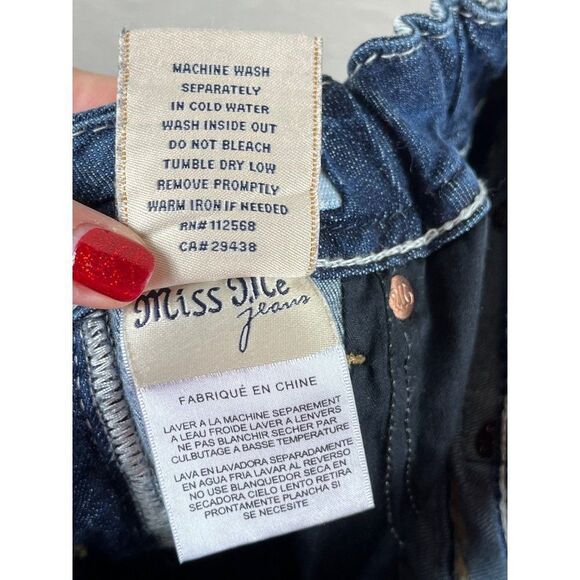 MACHINE WASH
SEPARATELY
IN COLD WATER
WASH INSIDE OUT
DO NOT BLEACH
TUMBLE DRY LOW
REMOVE PROMPTLY
WARM IRON IF NEEDED
RN# 112568
CA# 29438
Miss Me
jeans
FABRIQUÉ EN CHINE
LAVER A LA MACHINE SEPAREMENT
A LEAU FROIDE LAVER A LENVERS
NE PAS BLANCHIR SECHER PAR
CULBUTAGE A BASSE TEMPERATURE
LAVA EN LAVADORA SEPARADAMENTE
EN AGUA FRIA LAVAR AL REVERSO
NO USE BLANQUEDOR SECA EN
SECADORA CIELO LENTO RETIRA
PRONTAMENTE PLANCHA SI
SE NECESITE